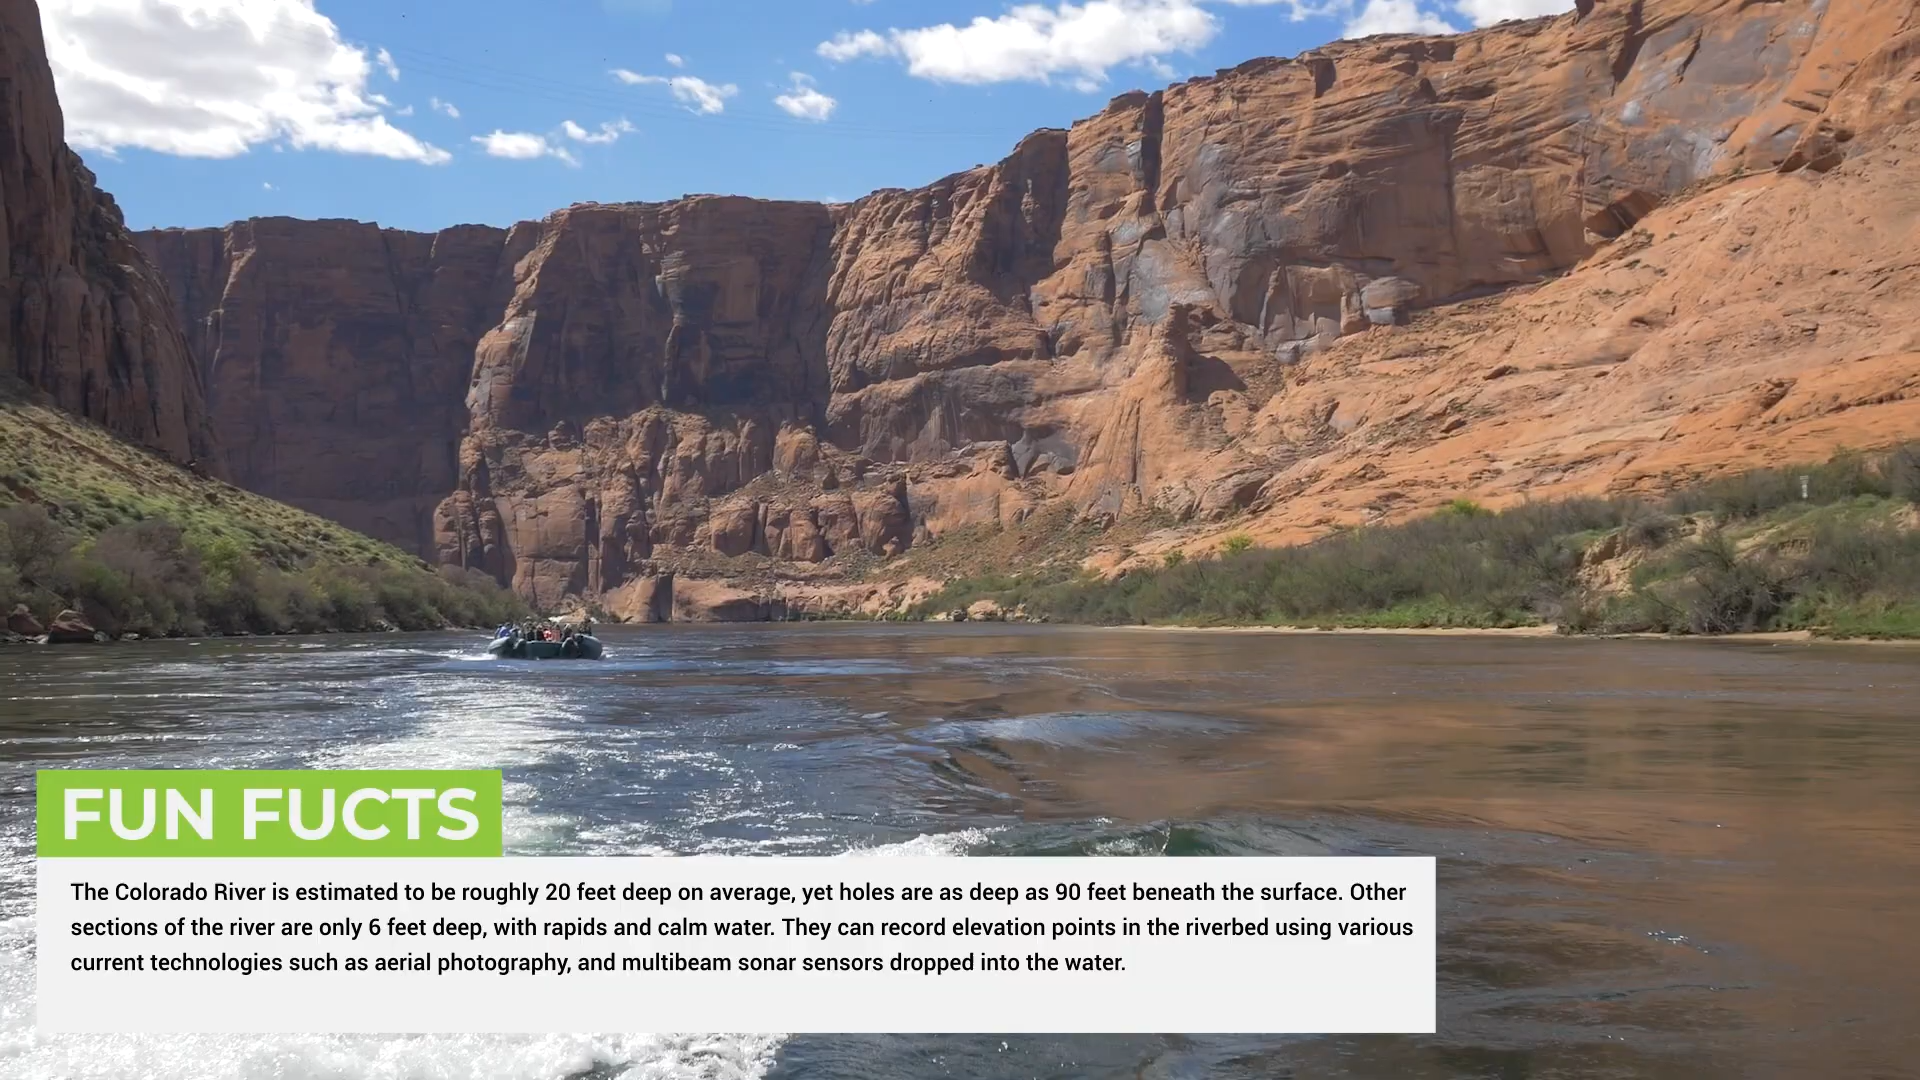 FUN FUCTS
The Colorado River is estimated to be roughly 20 feet deep on average, yet holes are as deep as 90 feet beneath the surface. Other
sections of the river are only 6 feet deep, with rapids and calm water. They can record elevation points in the riverbed using various
current technologies such as aerial photography, and multibeam sonar sensors dropped into the water.